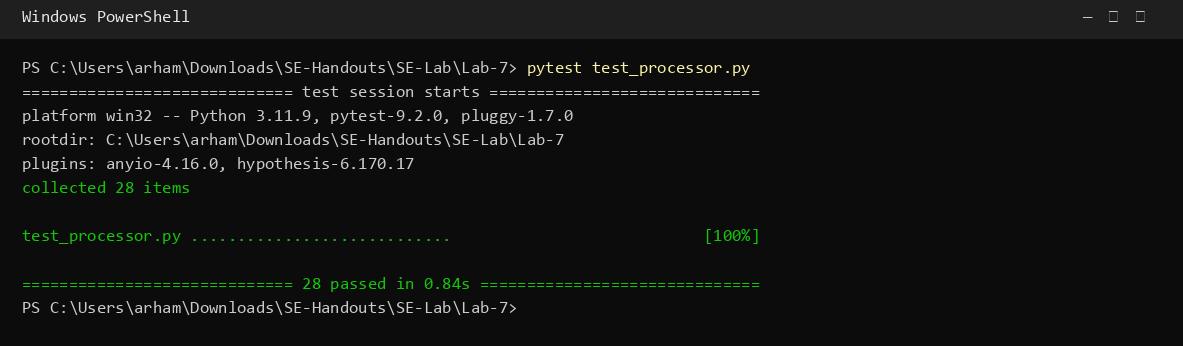 Windows PowerShell
PS C:\Users\arham\Downloads\SE-Handouts\SE-Lab\Lab-7> pytest test_processor.py
============================= test session starts =============================
platform win32 -- Python 3.11.9, pytest-9.2.0, pluggy-1.7.0
rootdir: C:\Users\arham\Downloads\SE-Handouts\SE-Lab\Lab-7
plugins: anyio-4.16.0, hypothesis-6.170.17
collected 28 items
test_processor.py ............................ [100%]
============================= 28 passed in 0.84s ==============================
PS C:\Users\arham\Downloads\SE-Handouts\SE-Lab\Lab-7>